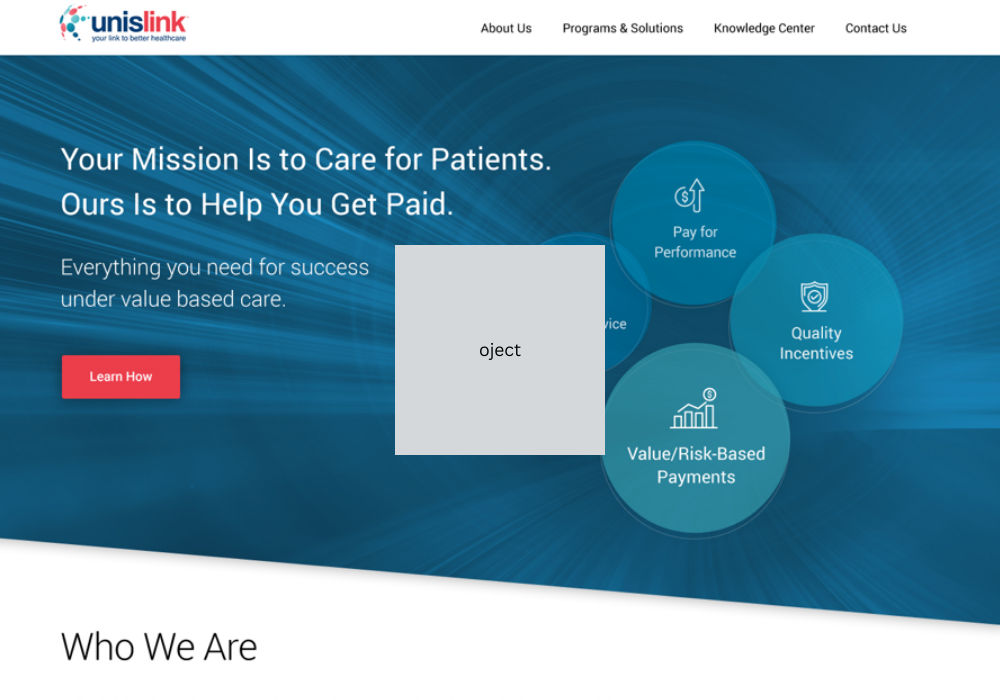 unislink
your link to better healthcare
About Us
Programs & Solutions
Knowledge Center
Contact Us
Your Mission Is to Care for Patients.
Ours Is to Help You Get Paid.
Everything you need for success
under value based care.
Learn How
oject
Pay for
Performance
Quality
Incentives
Value/Risk-Based
Payments
Who We Are